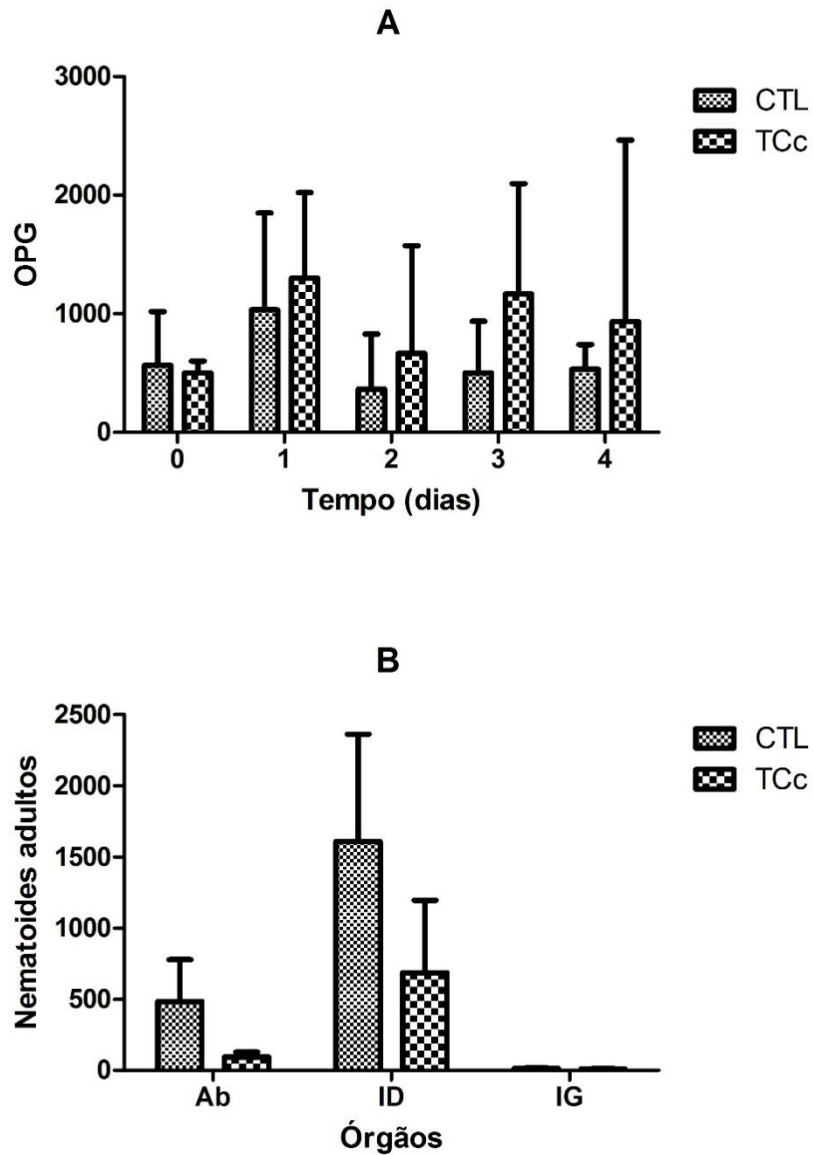 A
3000
2000
1000
0
OPG
CTL
TCc
0 1 2 3 4
Tempo (dias)
B
2500
2000
1500
1000
500
0
Nematoides adultos
CTL
TCc
Ab ID IG
Órgãos